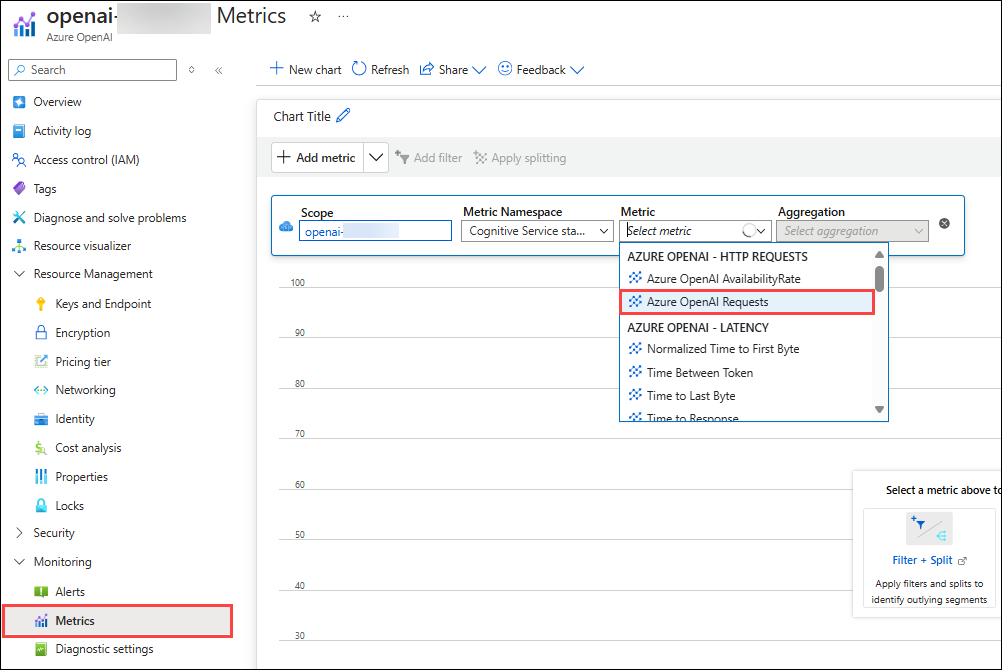 openai- Metrics
Azure OpenAI
Search
Overview
Activity log
Access control (IAM)
Tags
Diagnose and solve problems
Resource visualizer
Resource Management
Keys and Endpoint
Encryption
Pricing tier
Networking
Identity
Cost analysis
Properties
Locks
Security
Monitoring
Alerts
Metrics
Diagnostic settings
New chart Refresh Share Feedback
Chart Title
Add metric Add filter Apply splitting
Scope Metric Namespace Metric Aggregation
openai- Cognitive Service sta... Select metric Select aggregation
AZURE OPENAI - HTTP REQUESTS
Azure OpenAI AvailabilityRate
Azure OpenAI Requests
AZURE OPENAI - LATENCY
Normalized Time to First Byte
Time Between Token
Time to Last Byte
Time to Response
100
90
80
70
60
50
40
30
Select a metric above to
Filter + Split
Apply filters and splits to
identify outlying segments